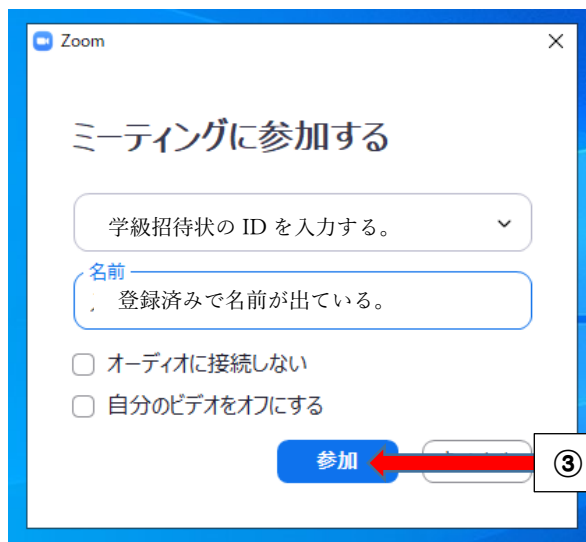 Zoom
ミーティングに参加する
学級招待状の ID を入力する。
名前
登録済みで名前が出ている。
オーディオに接続しない
自分のビデオをオフにする
参加
③